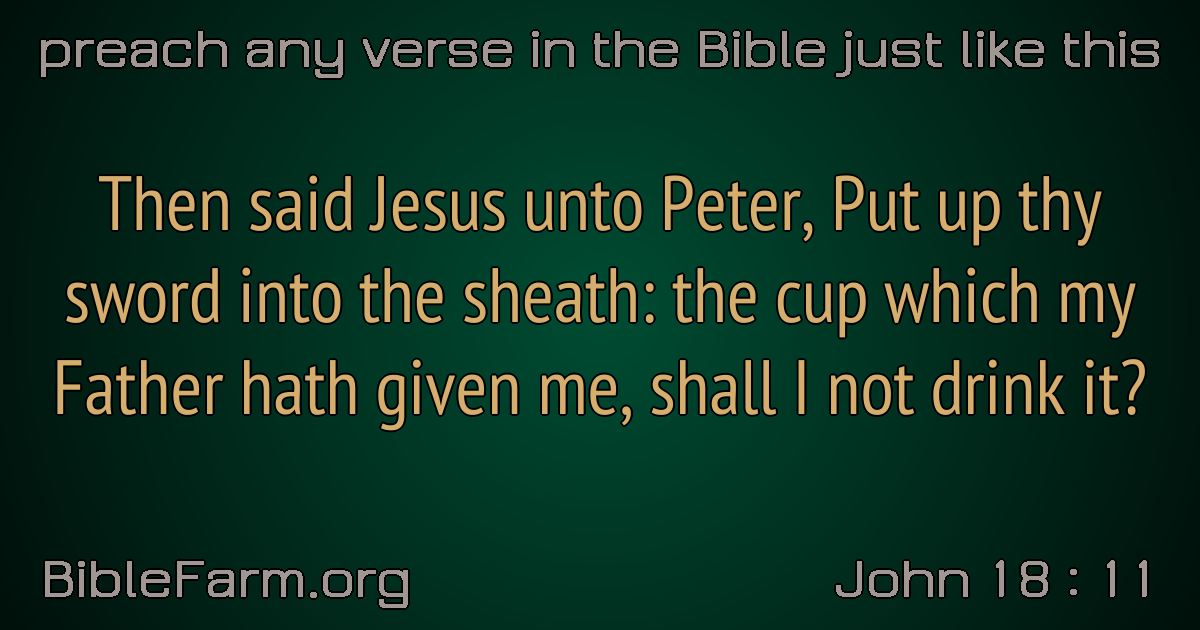 preach any verse in the Bible just like this
Then said Jesus unto Peter, Put up thy
sword into the sheath: the cup which my
Father hath given me, shall I not drink it?
BibleFarm.org
John 18 : 11